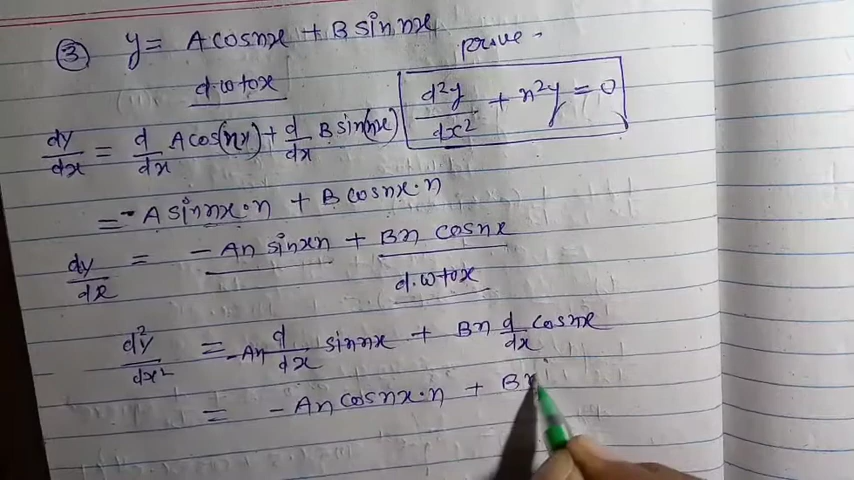 ③ y = A cos nx + B sin nx
prove -
d.w.to x
d²y/dx² + n²y = 0
dy/dx = d/dx A cos(nx) + d/dx B sin(nx)
= - A sin nx · n + B cos nx · n
dy/dx = - An sin xn + Bn cos nx
d.w.to x
d²y/dx² = -An d/dx sin nx + Bn d/dx cos nx
= - An cos nx · n + Bn